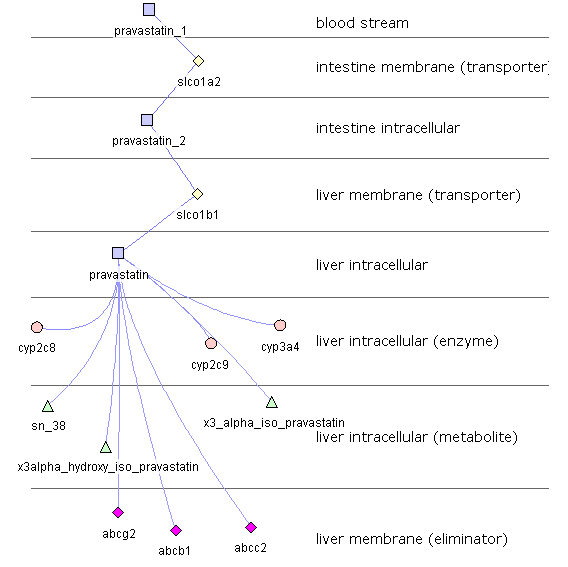 blood stream
pravastatin_1
intestine membrane (transporter)
slco1a2
intestine intracellular
pravastatin_2
liver membrane (transporter)
slco1b1
liver intracellular
pravastatin
cyp2c8
cyp2c9
cyp3a4
liver intracellular (enzyme)
sn_38
x3_alpha_iso_pravastatin
liver intracellular (metabolite)
x3alpha_hydroxy_iso_pravastatin
abcg2
abcb1
abcc2
liver membrane (eliminator)